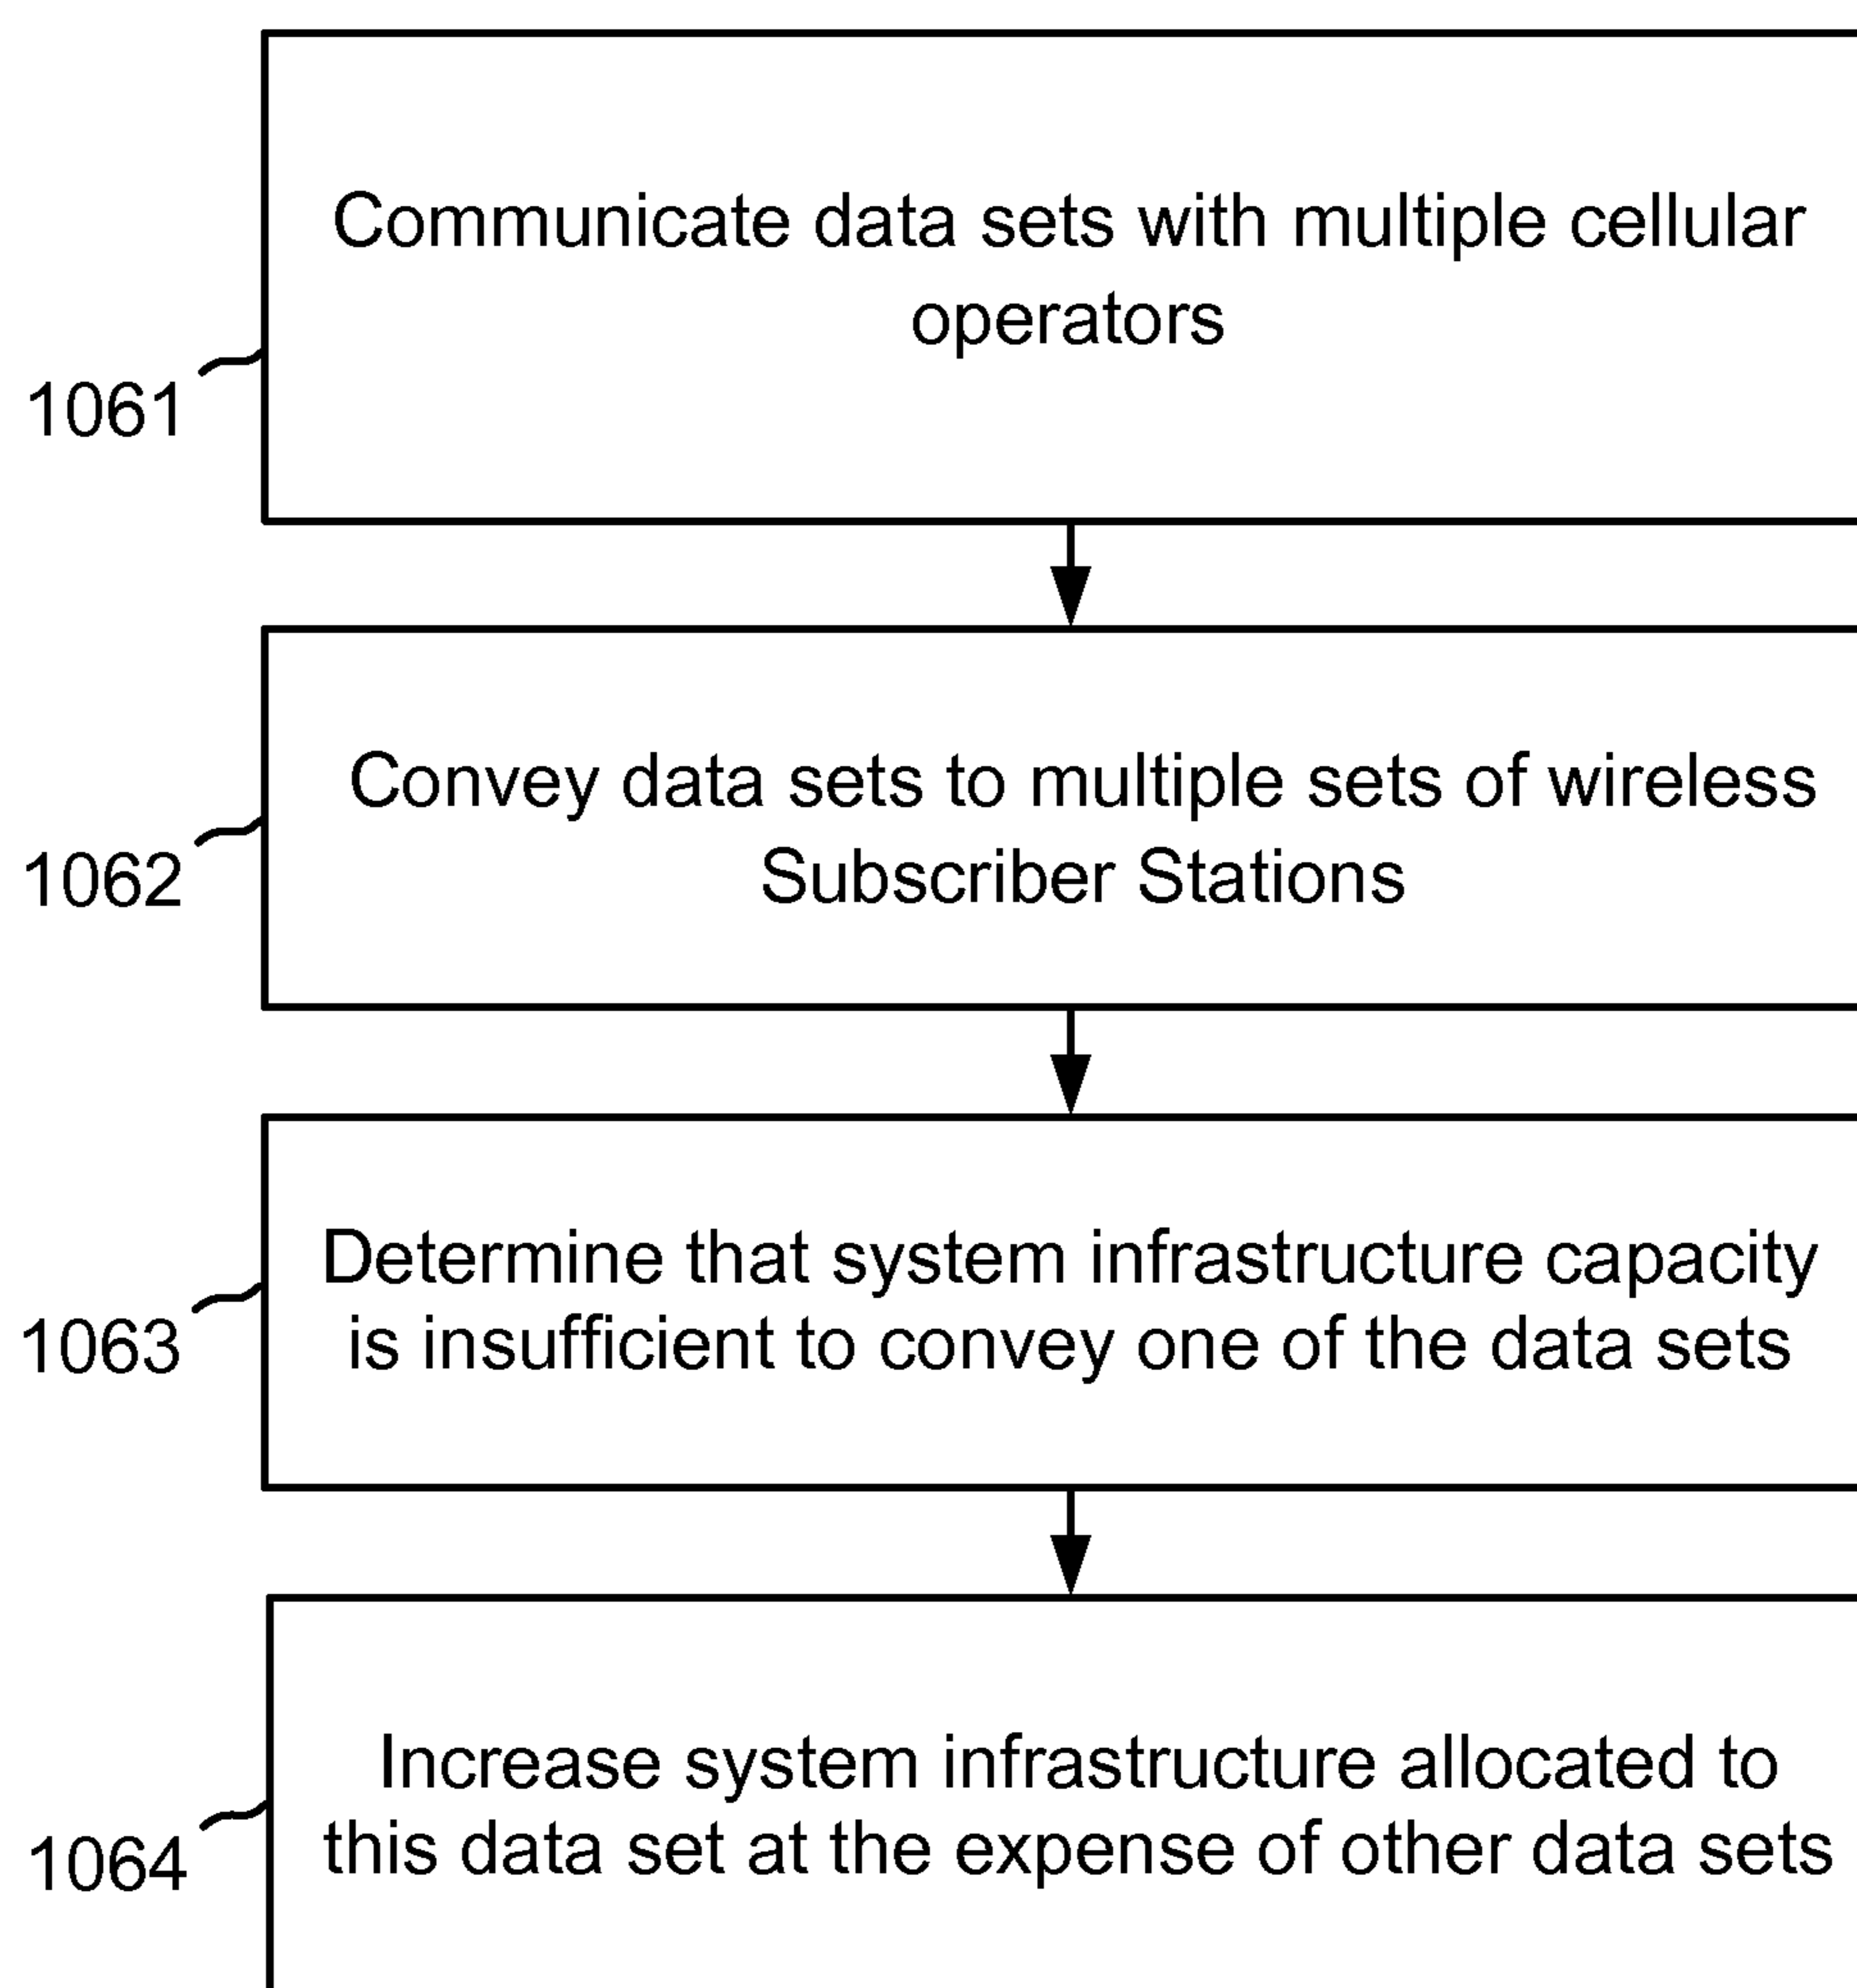 Communicate data sets with multiple cellular
operators
1061
Convey data sets to multiple sets of wireless
Subscriber Stations
1062
Determine that system infrastructure capacity
is insufficient to convey one of the data sets
1063
Increase system infrastructure allocated to
this data set at the expense of other data sets
1064